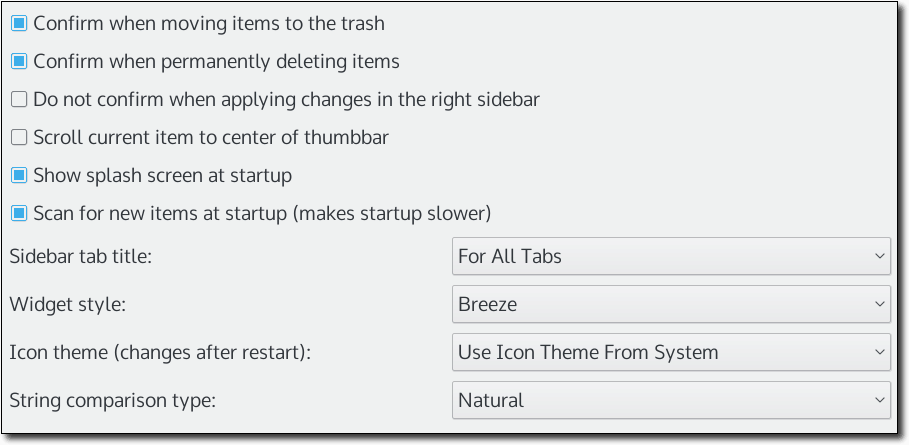 Confirm when moving items to the trash
Confirm when permanently deleting items
Do not confirm when applying changes in the right sidebar
Scroll current item to center of thumbbar
Show splash screen at startup
Scan for new items at startup (makes startup slower)
Sidebar tab title: For All Tabs
Widget style: Breeze
Icon theme (changes after restart): Use Icon Theme From System
String comparison type: Natural